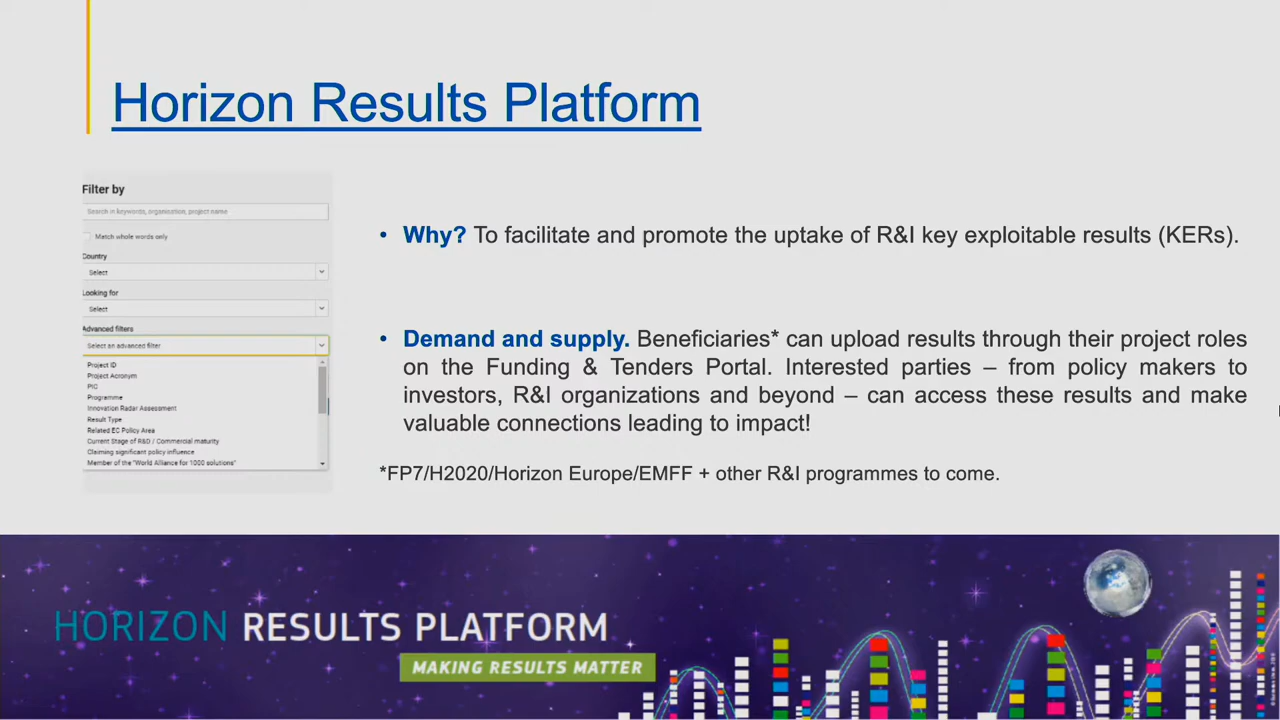 Horizon Results Platform
Filter by
Search in keywords, organisation, project name
Match whole words only
Country
Select
Looking for
Select
Advanced filters
Select an advanced filter
Project ID
Project Acronym
PIC
Programme
Innovation Radar Assessment
Result Type
Related EC Policy Area
Current Stage of R&D / Commercial maturity
Claiming significant policy influence
Member of the "World Alliance for 1000 solutions"
• Why? To facilitate and promote the uptake of R&I key exploitable results (KERs).
• Demand and supply. Beneficiaries* can upload results through their project roles
on the Funding & Tenders Portal. Interested parties – from policy makers to
investors, R&I organizations and beyond – can access these results and make
valuable connections leading to impact!
*FP7/H2020/Horizon Europe/EMFF + other R&I programmes to come.
HORIZON RESULTS PLATFORM
MAKING RESULTS MATTER